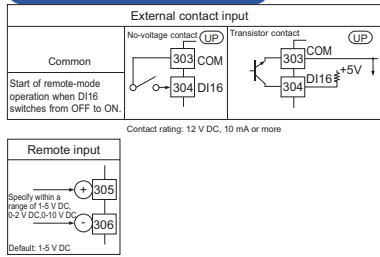 External contact input
Common
Start of remote-mode
operation when DI16
switches from OFF to ON.
No-voltage contact UP
303 COM
304 DI16
Transistor contact UP
303 COM
+5V
304 DI16
Contact rating: 12 V DC, 10 mA or more
Remote input
Specify within a
range of 1-5 V DC,
0-2 V DC,0-10 V DC
+ 305
- 306
Default: 1-5 V DC